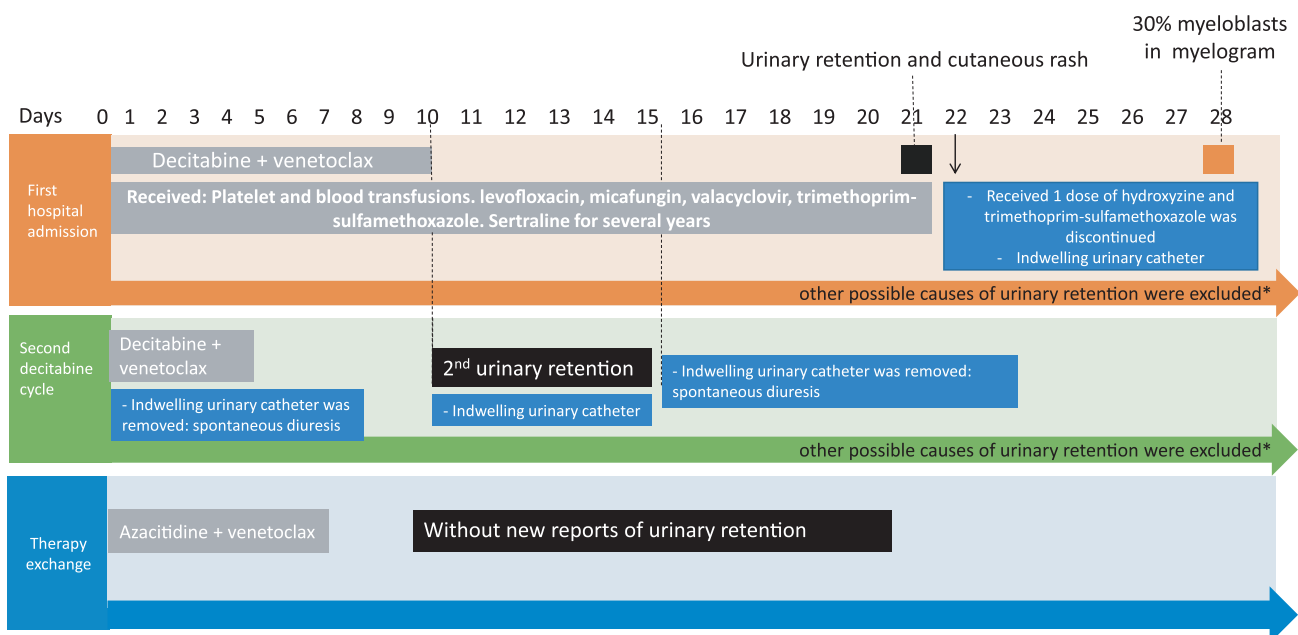 30% myeloblasts
in myelogram
Urinary retention and cutaneous rash
Days 0 1 2 3 4 5 6 7 8 9 10 11 12 13 14 15 16 17 18 19 20 21 22 23 24 25 26 27 28
First
hospital
admission
Decitabine + venetoclax
Received: Platelet and blood transfusions. levofloxacin, micafungin, valacyclovir, trimethoprim-
sulfamethoxazole. Sertraline for several years
- Received 1 dose of hydroxyzine and
trimethoprim-sulfamethoxazole was
discontinued
- Indwelling urinary catheter
other possible causes of urinary retention were excluded*
Second
decitabine
cycle
Decitabine +
venetoclax
- Indwelling urinary catheter was
removed: spontaneous diuresis
2nd urinary retention
- Indwelling urinary catheter
- Indwelling urinary catheter was removed:
spontaneous diuresis
other possible causes of urinary retention were excluded*
Therapy
exchange
Azacitidine + venetoclax
Without new reports of urinary retention